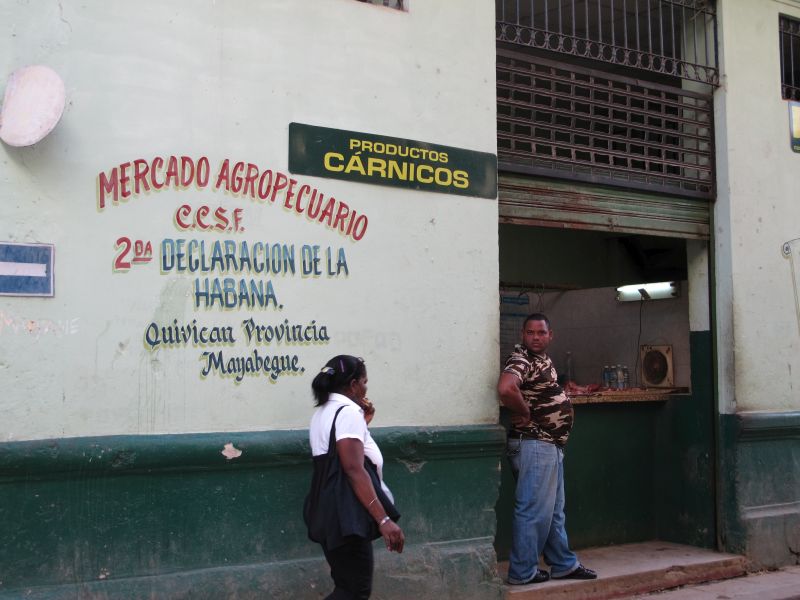 PRODUCTOS
CÁRNICOS
MERCADO AGROPECUARIO
C.C.S.F.
2DA DECLARACION DE LA
HABANA.
Quivican Provincia
Mayabegue.